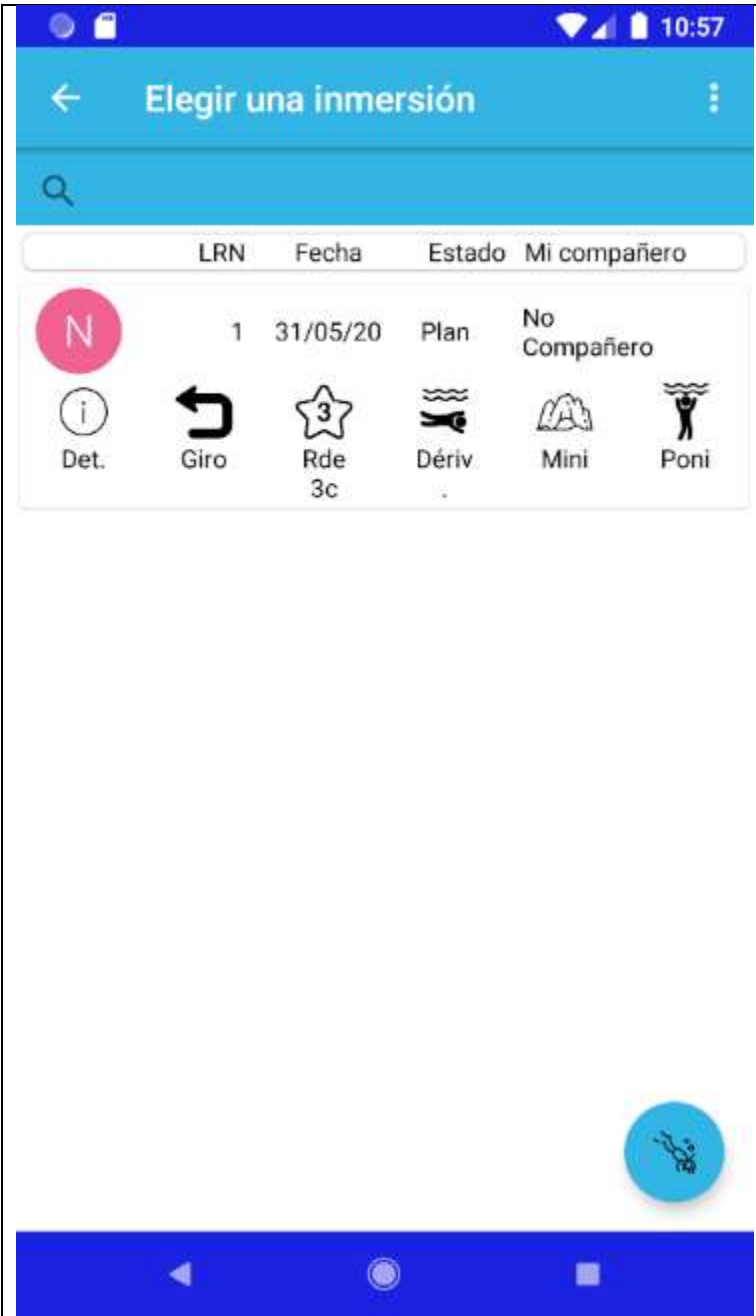 10:57
Elegir una inmersión
LRN Fecha Estado Mi compañero
N 1 31/05/20 Plan No
Compañero
3
i
Det. Giro Rde Dériv Mini Poni
3c .